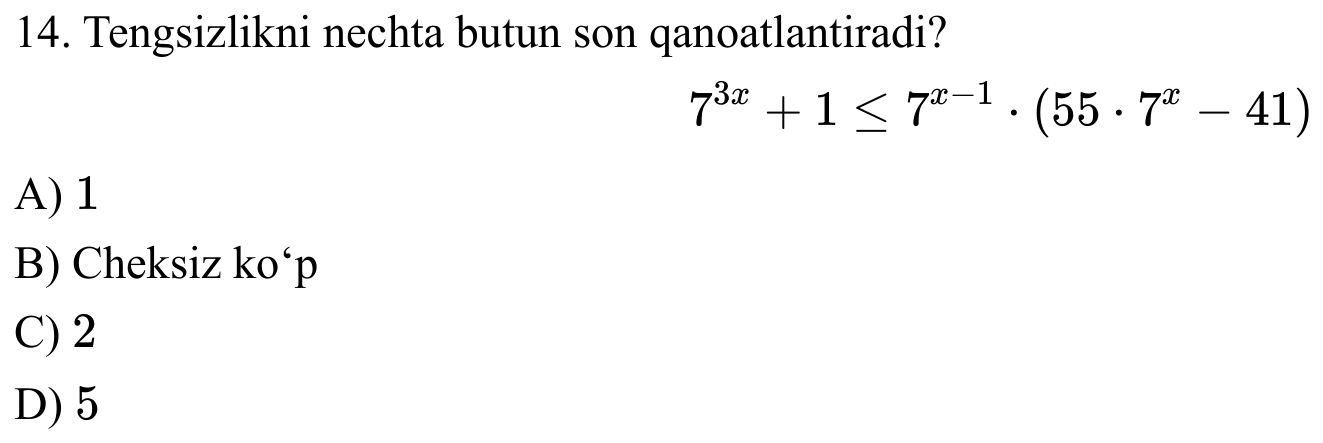 14. Tengsizlikni nechta butun son qanoatlantiradi?
7^{3x} + 1 ≤ 7^{x−1} · (55 · 7^x − 41)
A) 1
B) Cheksiz ko‘p
C) 2
D) 5